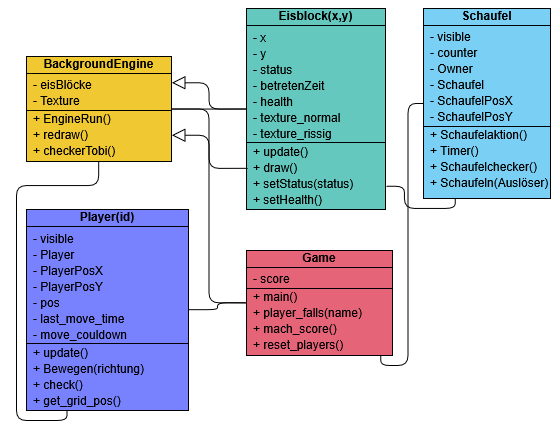 BackgroundEngine
- eisBlöcke
- Texture
+ EngineRun()
+ redraw()
+ checkerTobi()
Eisblock(x,y)
- x
- y
- status
- betretenZeit
- health
- texture_normal
- texture_rissig
+ update()
+ draw()
+ setStatus(status)
+ setHealth()
Schaufel
- visible
- counter
- Owner
- Schaufel
- SchaufelPosX
- SchaufelPosY
+ Schaufelaktion()
+ Timer()
+ Schaufelchecker()
+ Schaufeln(Auslöser)
Player(id)
- visible
- Player
- PlayerPosX
- PlayerPosY
- pos
- last_move_time
- move_couldown
+ update()
+ Bewegen(richtung)
+ check()
+ get_grid_pos()
Game
- score
+ main()
+ player_falls(name)
+ mach_score()
+ reset_players()